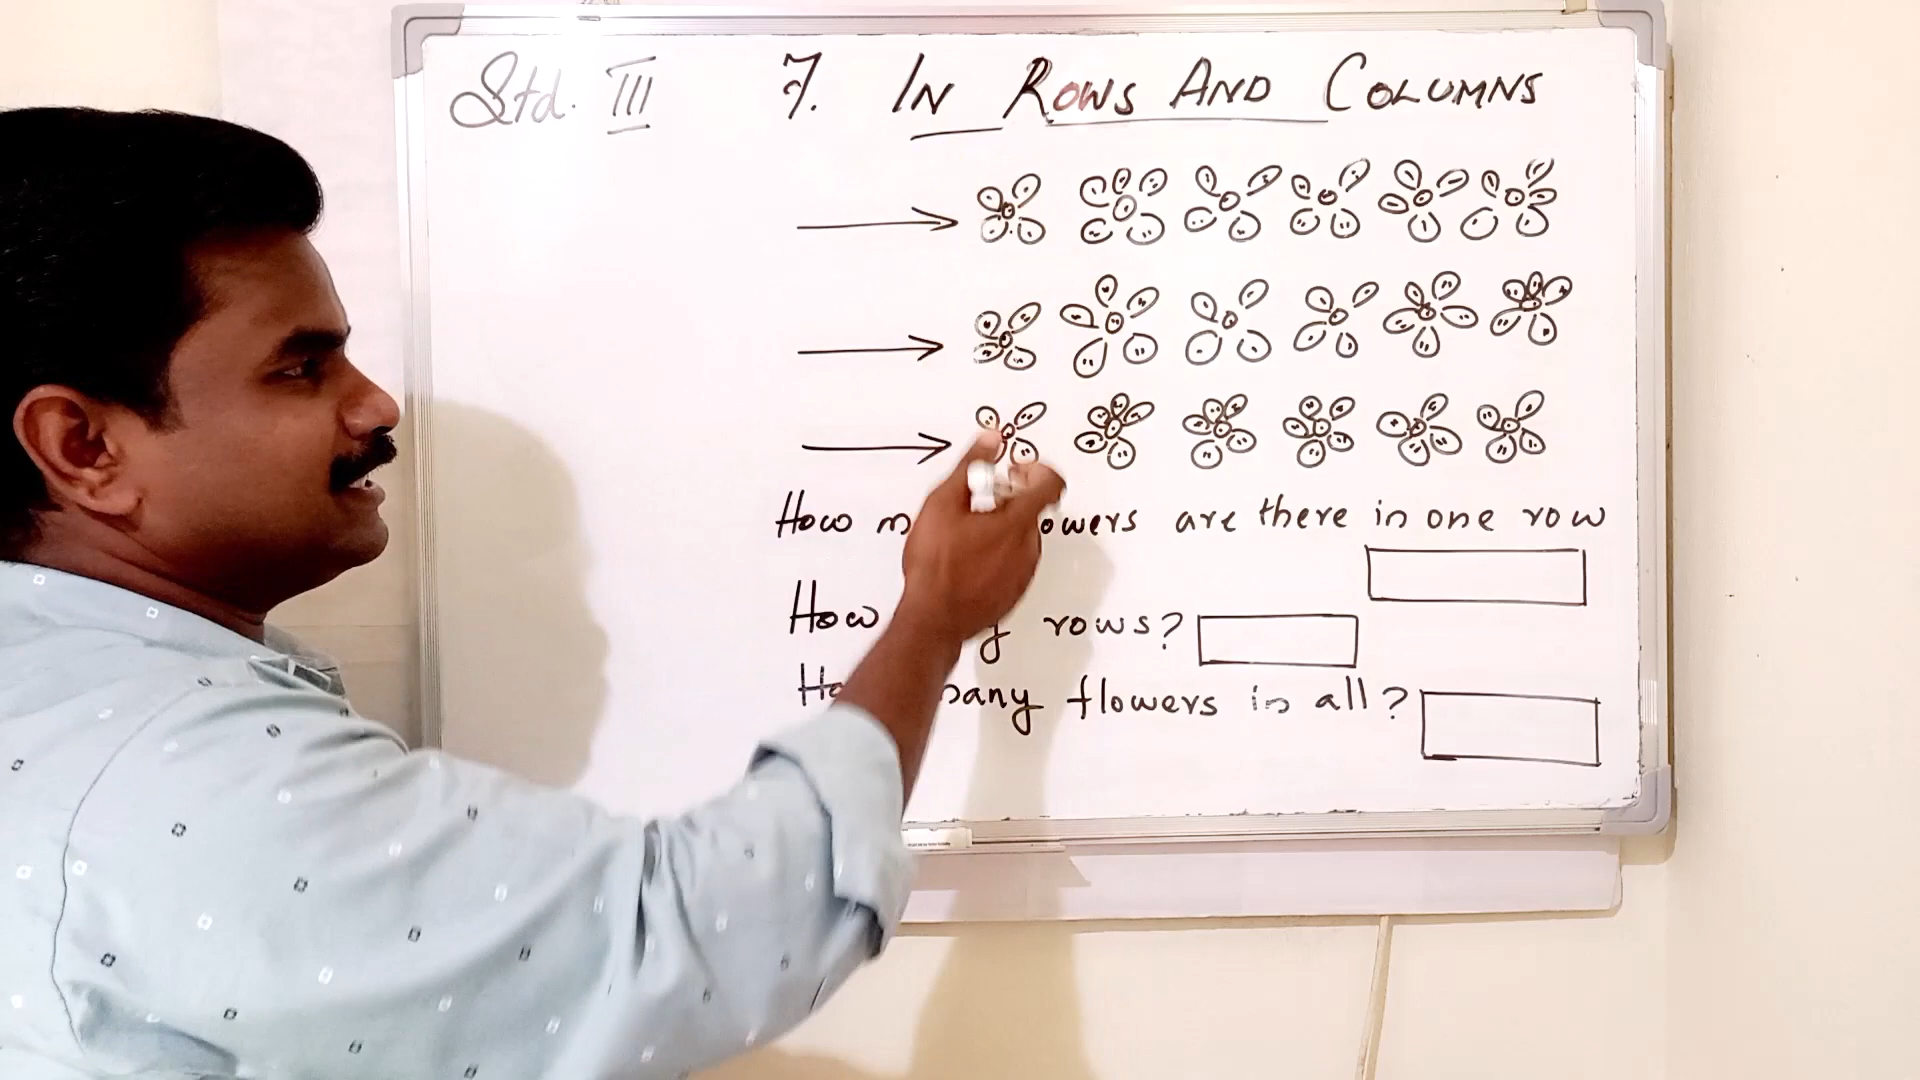 Std. III 7. IN ROWS AND COLUMNS
How owers are there in one row
How rows?
many flowers in all?